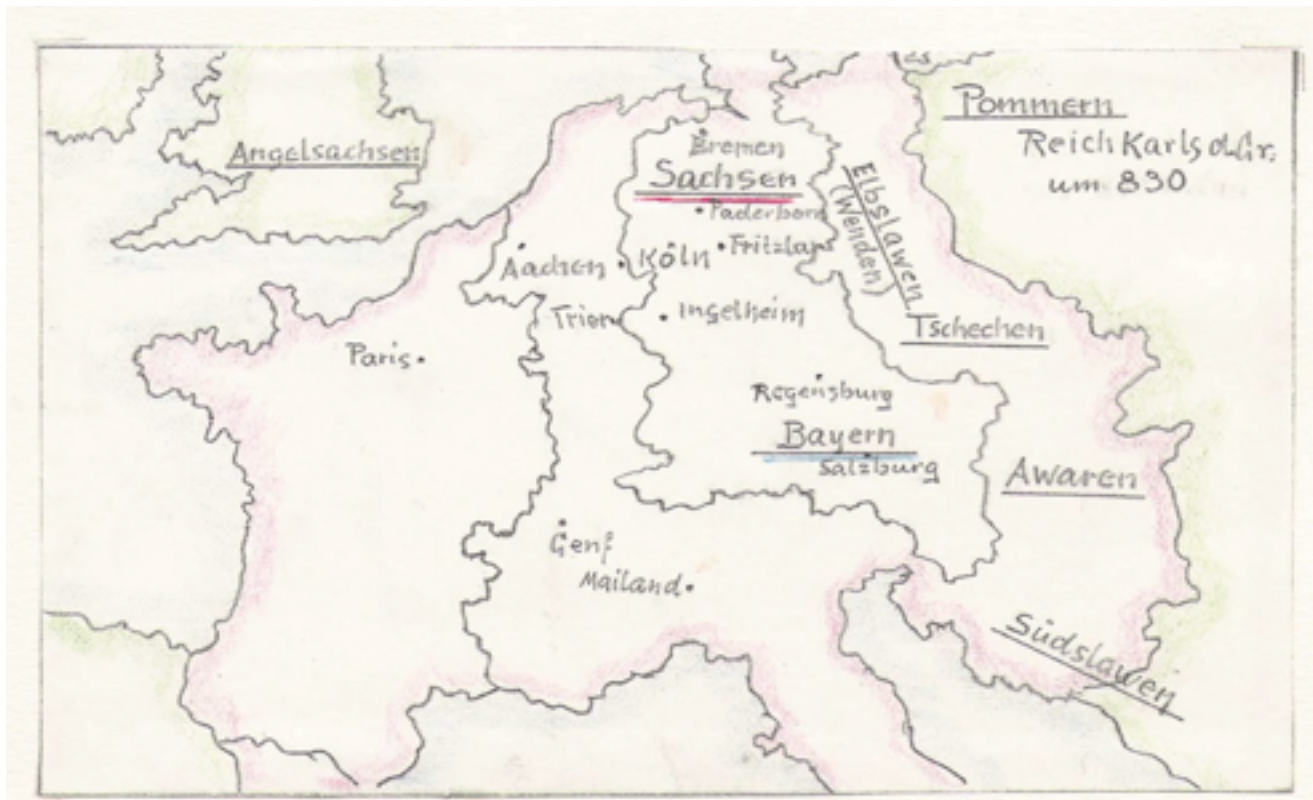 Pommern
Reich Karls d.Gr.
um 830
Angelsachsen
Bremen
Sachsen
Paderborn
Elbslawen
(Wenden)
Aachen
Köln
Fritzlar
Trier
Ingelheim
Tschechen
Paris
Regensburg
Bayern
Salzburg
Awaren
Genf
Mailand
Südslawen